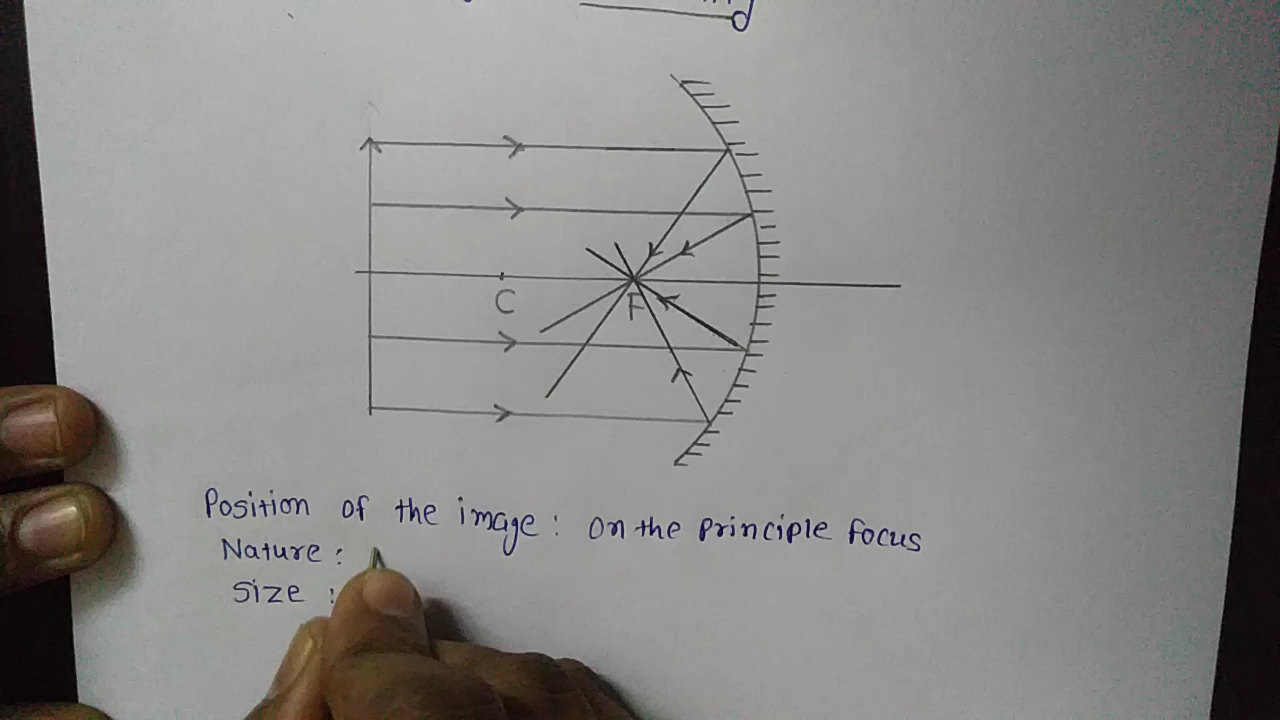 C
F
Position of the image : on the principle focus
Nature :
Size :